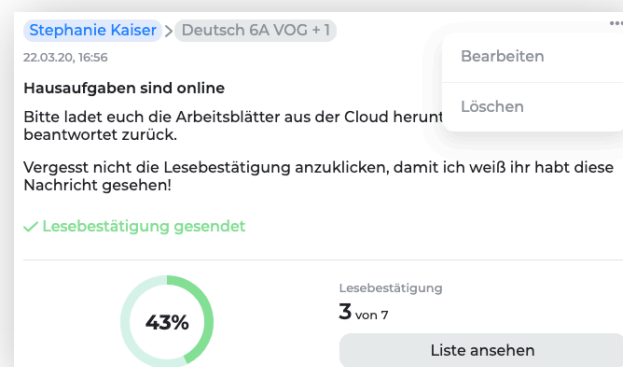 Stephanie Kaiser > Deutsch 6A VOG + 1
22.03.20, 16:56
Bearbeiten
Löschen
Hausaufgaben sind online
Bitte ladet euch die Arbeitsblätter aus der Cloud
beantwortet zurück.
Vergesst nicht die Lesebestätigung anzuklicken, damit ich weiß ihr habt diese
Nachricht gesehen!
Lesebestätigung gesendet
43%
Lesebestätigung
3 von 7
Liste ansehen